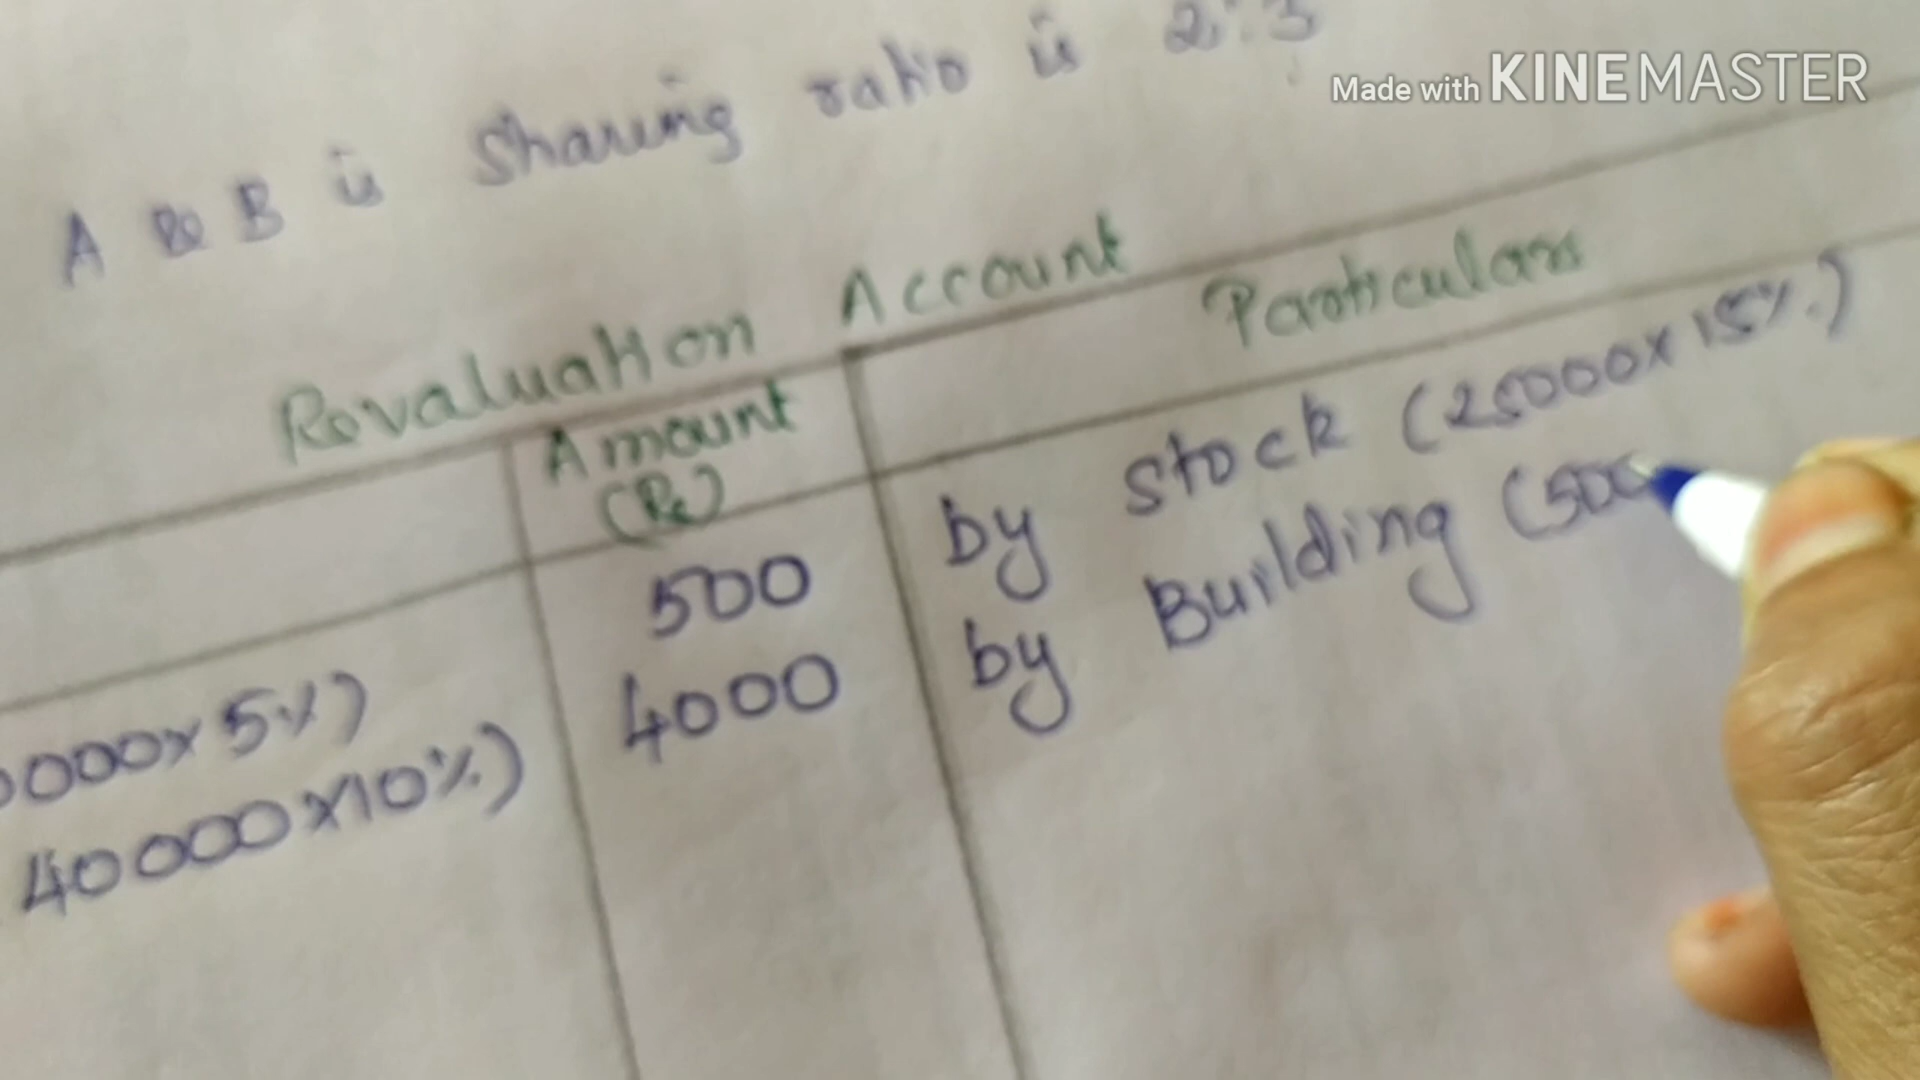 Made with KINEMASTER
A & B is sharing ratio is 2:3
Revaluation Account
Amount (Rs) Particulars
500 by stock (25000x15%.)
000x5%) 4000 by Building (500
40000x10%.)